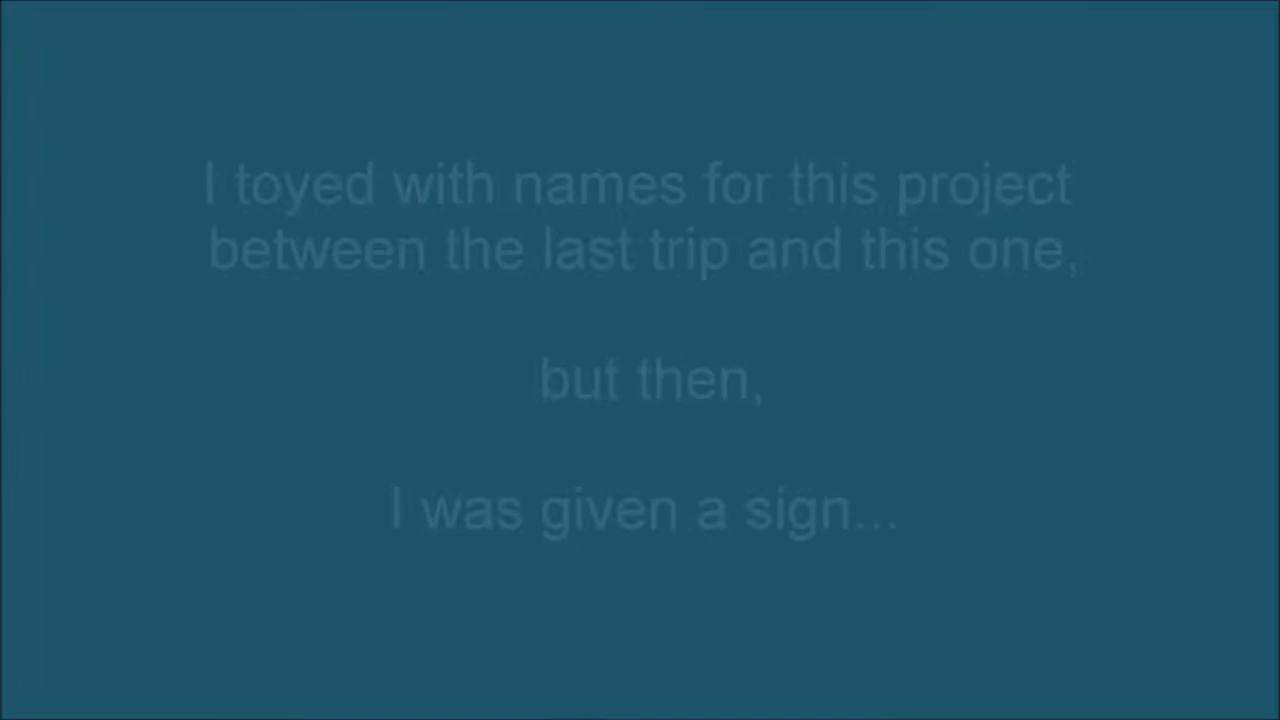 I toyed with names for this project
between the last trip and this one,
but then,
I was given a sign...